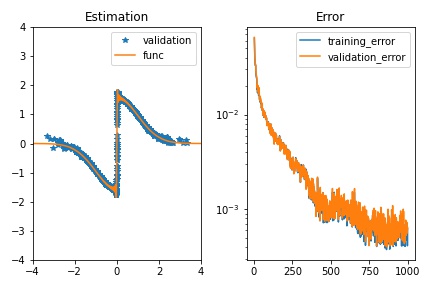 Estimation
validation
func
4
3
2
1
0
−1
−2
−3
−4
−4 −2 0 2 4
Error
training_error
validation_error
10⁻²
10⁻³
0 250 500 750 1000